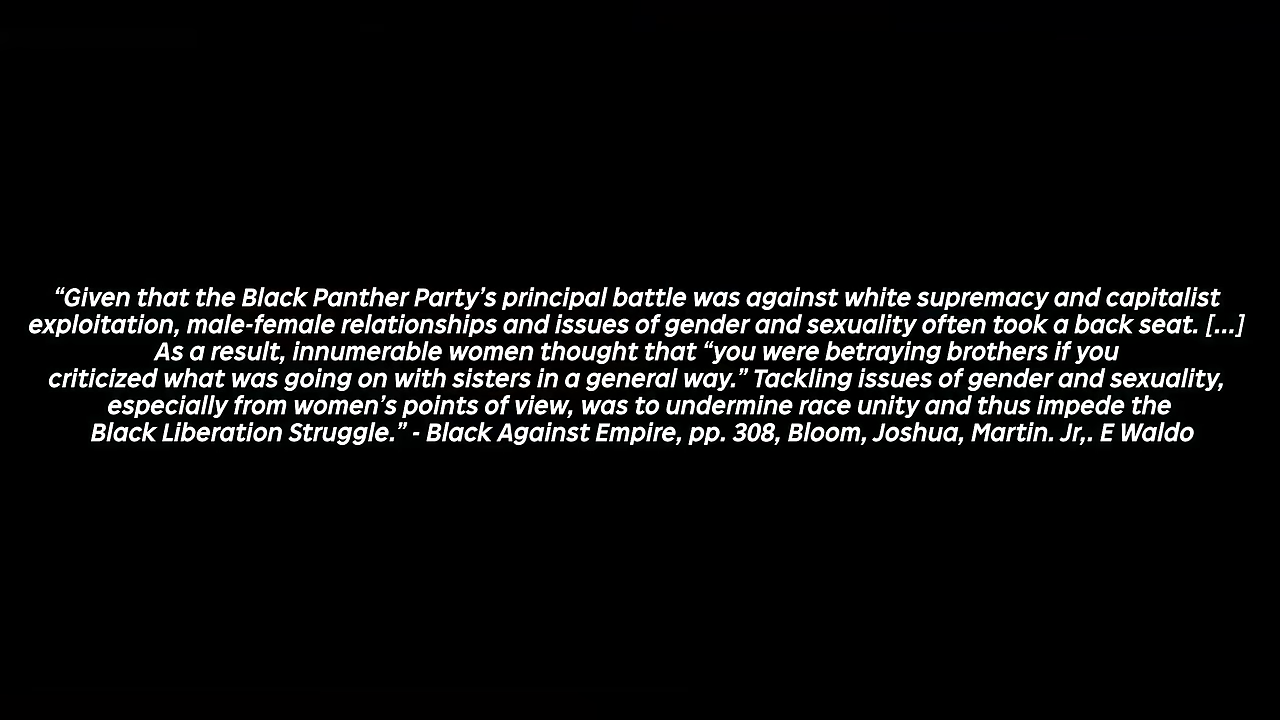 “Given that the Black Panther Party’s principal battle was against white supremacy and capitalist
exploitation, male-female relationships and issues of gender and sexuality often took a back seat. [...]
As a result, innumerable women thought that “you were betraying brothers if you
criticized what was going on with sisters in a general way.” Tackling issues of gender and sexuality,
especially from women’s points of view, was to undermine race unity and thus impede the
Black Liberation Struggle.” - Black Against Empire, pp. 308, Bloom, Joshua, Martin. Jr,. E Waldo